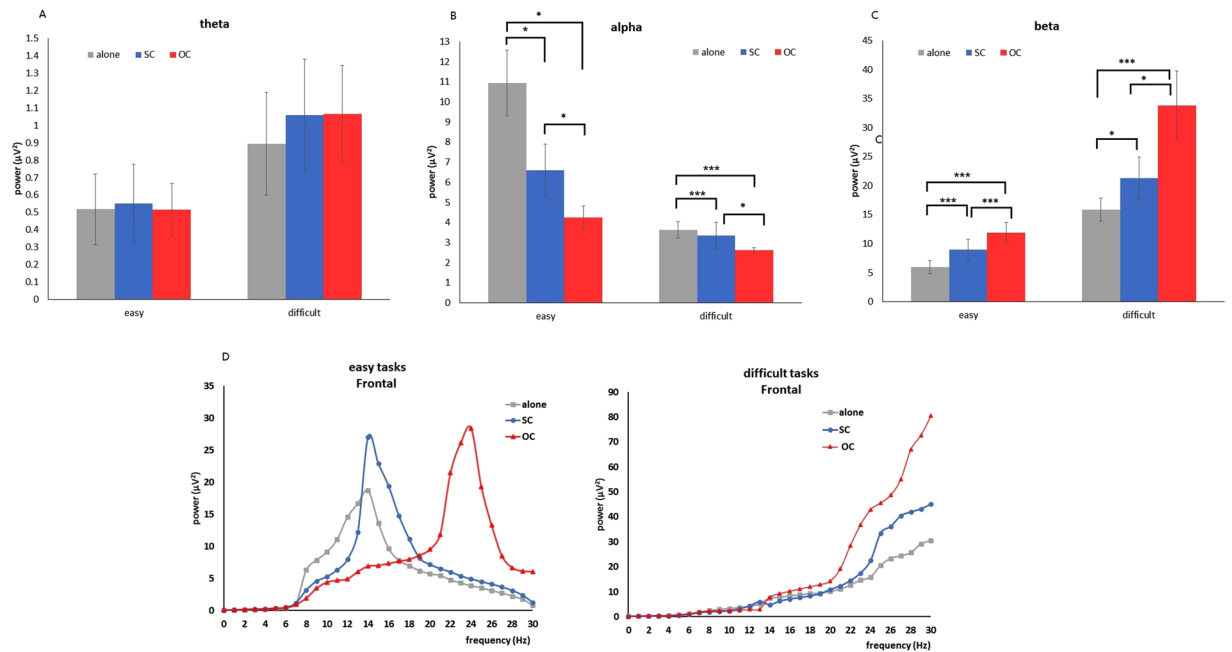 A
theta
alone SC OC
power (µV²)
1.5
1.4
1.3
1.2
1.1
1
0.9
0.8
0.7
0.6
0.5
0.4
0.3
0.2
0.1
0
easy difficult
B
alpha
alone SC OC
power (µV²)
13
12
11
10
9
8
7
6
5
4
3
2
1
0
*
*
*
***
***
*
easy difficult
C
beta
alone SC OC
power (µV²)
45
40
35
30
C
25
20
15
10
5
0
***
*
*
***
*** ***
easy difficult
D
easy tasks
Frontal
alone
SC
OC
power (µV²)
35
30
25
20
15
10
5
0
0 2 4 6 8 10 12 14 16 18 20 22 24 26 28 30
frequency (Hz)
difficult tasks
Frontal
alone
SC
OC
power (µV²)
90
80
70
60
50
40
30
20
10
0
0 2 4 6 8 10 12 14 16 18 20 22 24 26 28 30
frequency (Hz)